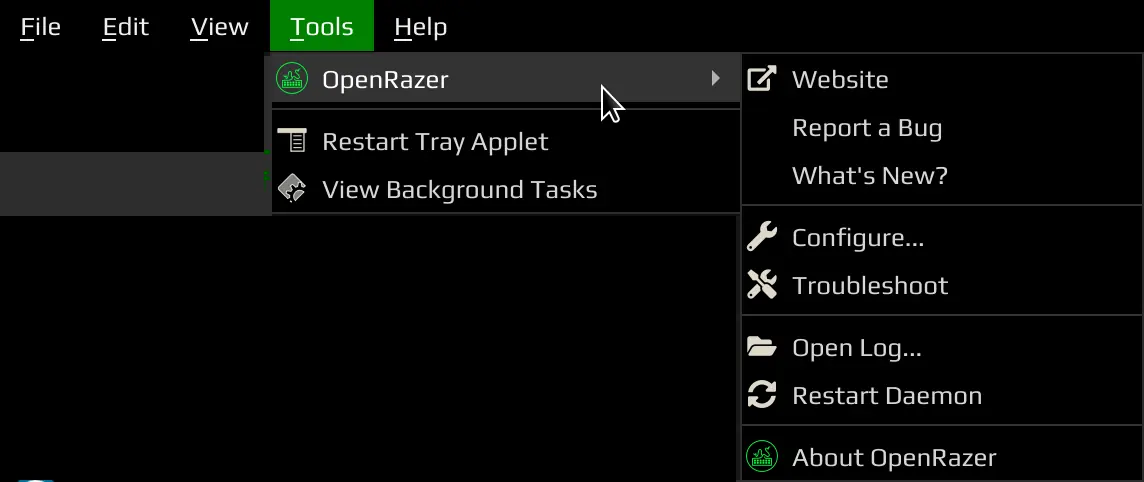 File Edit View Tools Help
OpenRazer
Restart Tray Applet
View Background Tasks
Website
Report a Bug
What's New?
Configure...
Troubleshoot
Open Log...
Restart Daemon
About OpenRazer